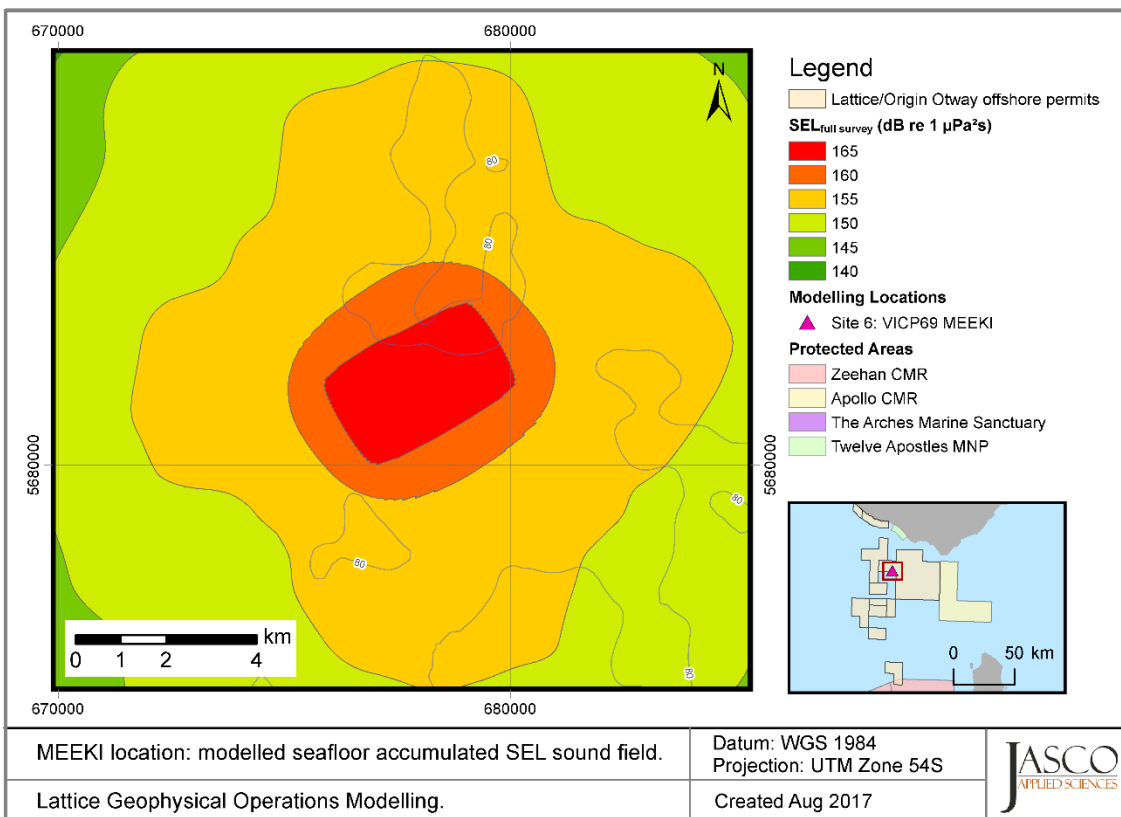 670000 680000
N
5680000 5680000
80
80
80
80
80
0 1 2 4 km
670000 680000
Legend
Lattice/Origin Otway offshore permits
SELfull survey (dB re 1 µPa²s)
165
160
155
150
145
140
Modelling Locations
Site 6: VICP69 MEEKI
Protected Areas
Zeehan CMR
Apollo CMR
The Arches Marine Sanctuary
Twelve Apostles MNP
0 50 km
MEEKI location: modelled seafloor accumulated SEL sound field.
Lattice Geophysical Operations Modelling.
Datum: WGS 1984
Projection: UTM Zone 54S
Created Aug 2017
JASCO
APPLIED SCIENCES